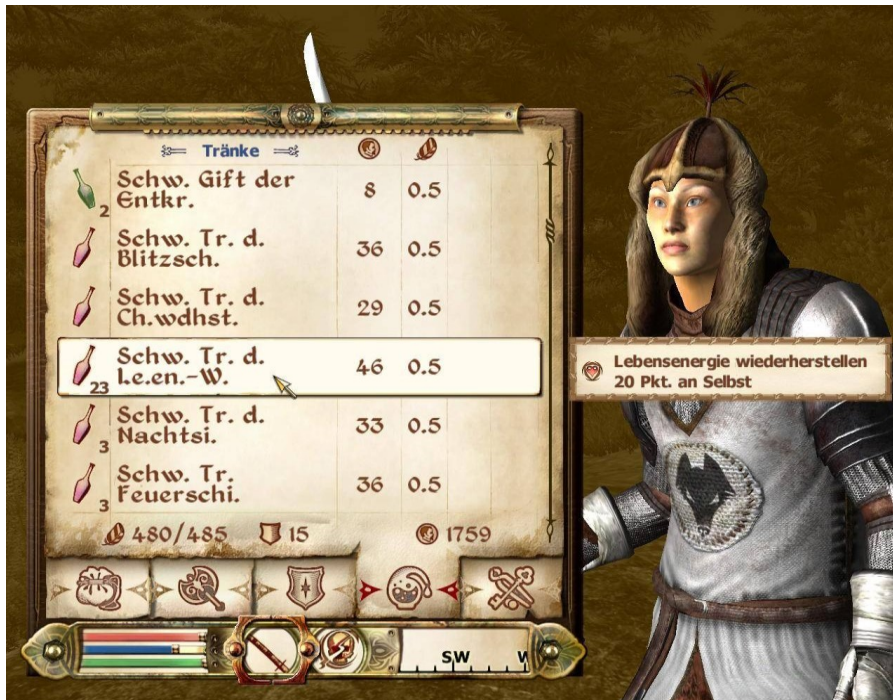 Tränke
Schw. Gift der
Entkr.
2
8
0.5
Schw. Tr. d.
Blitzsch.
36
0.5
Schw. Tr. d.
Ch.wdhst.
29
0.5
Schw. Tr. d.
Le.en.-W.
23
46
0.5
Lebensenergie wiederherstellen
20 Pkt. an Selbst
Schw. Tr. d.
Nachtsi.
3
33
0.5
Schw. Tr.
Feuerschi.
3
36
0.5
480/485
15
1759
SW
W